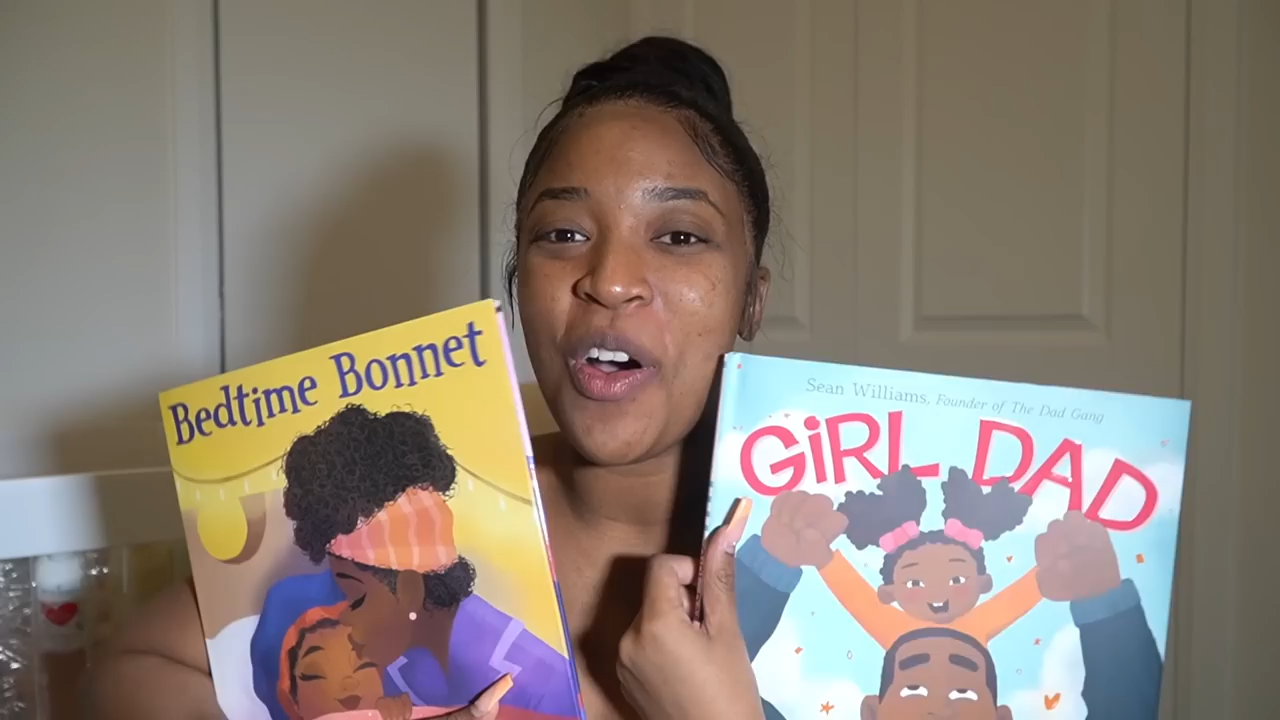 Bedtime Bonnet
Sean Williams, Founder of The Dad Gang
GiRL DAD